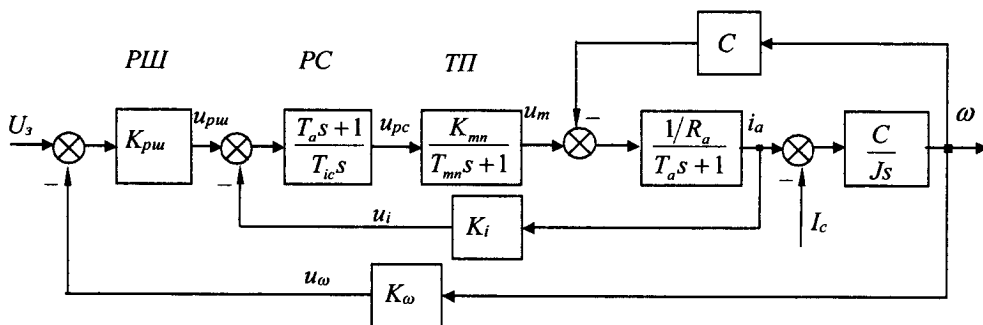 C
РШ РС ТП
U_з
K_рш
u_рш
T_a s + 1
T_ic s
u_рс
K_тп
T_тп s + 1
u_т
1/R_a
T_a s + 1
i_a
C
Js
ω
u_i
K_i
I_c
u_ω
K_ω